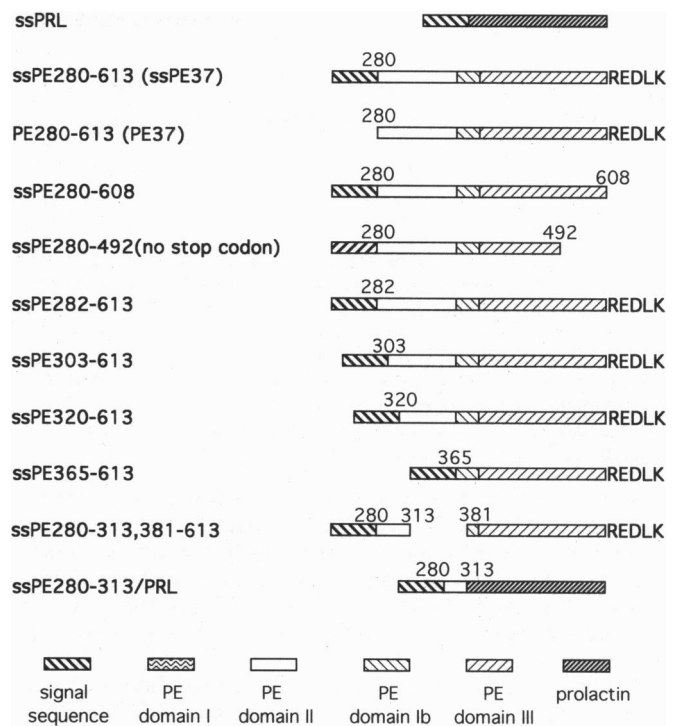 ssPRL
280
ssPE280-613 (ssPE37) REDLK
280
PE280-613 (PE37) REDLK
280 608
ssPE280-608
280 492
ssPE280-492(no stop codon)
282
ssPE282-613 REDLK
303
ssPE303-613 REDLK
320
ssPE320-613 REDLK
365
ssPE365-613 REDLK
280 313 381
ssPE280-313,381-613 REDLK
280 313
ssPE280-313/PRL
signal PE PE PE PE prolactin
sequence domain I domain II domain Ib domain III